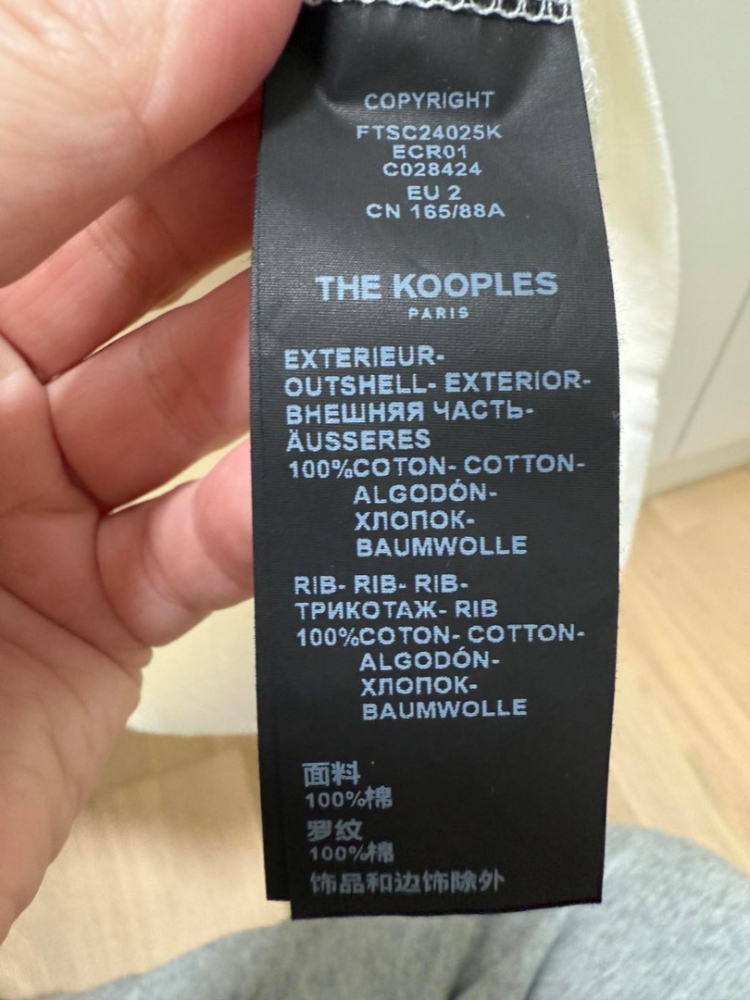 COPYRIGHT
FTSC24025K
ECR01
C028424
EU 2
CN 165/88A
THE KOOPLES
PARIS
EXTERIEUR-
OUTSHELL- EXTERIOR-
ВНЕШНЯЯ ЧАСТЬ-
ÄUSSERES
100%COTON- COTTON-
ALGODÓN-
ХЛОПОК-
BAUMWOLLE
RIB- RIB- RIB-
ТРИКОТАЖ- RIB
100%COTON- COTTON-
ALGODÓN-
ХЛОПОК-
BAUMWOLLE
面料
100%棉
罗纹
100%棉
饰品和边饰除外